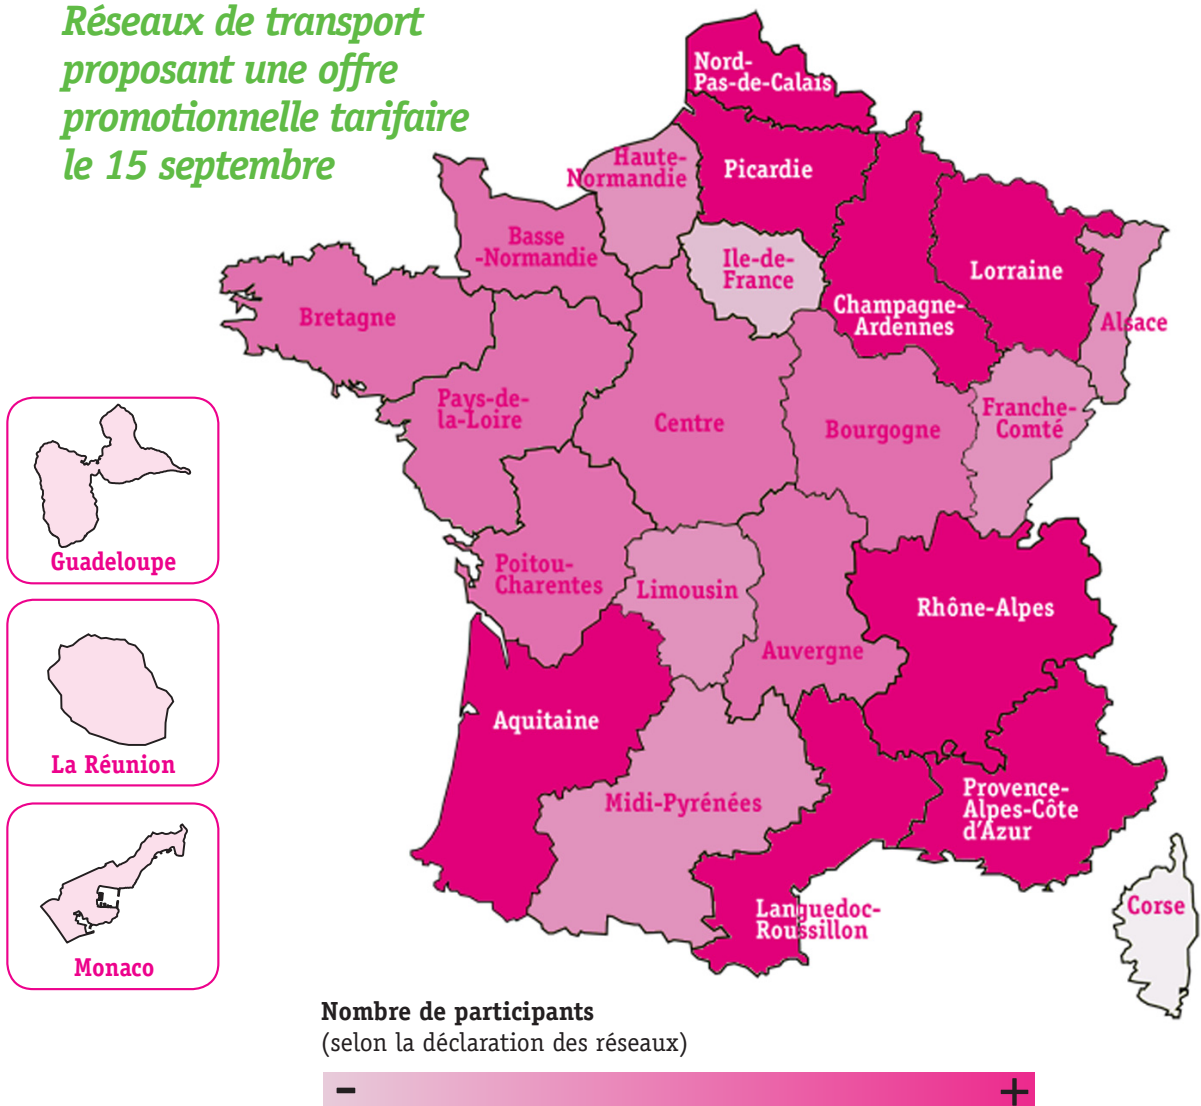 Réseaux de transport
proposant une offre
promotionnelle tarifaire
le 15 septembre
Nord-
Pas-de-Calais
Haute-
Normandie
Picardie
Basse
-Normandie
Ile-de-
France
Champagne-
Ardennes
Lorraine
Alsace
Bretagne
Pays-de-
la-Loire
Centre
Bourgogne
Franche-
Comté
Guadeloupe
Poitou-
Charentes
Limousin
Auvergne
Rhône-Alpes
La Réunion
Aquitaine
Midi-Pyrénées
Provence-
Alpes-Côte
d'Azur
Languedoc-
Roussillon
Corse
Monaco
Nombre de participants
(selon la déclaration des réseaux)
- +